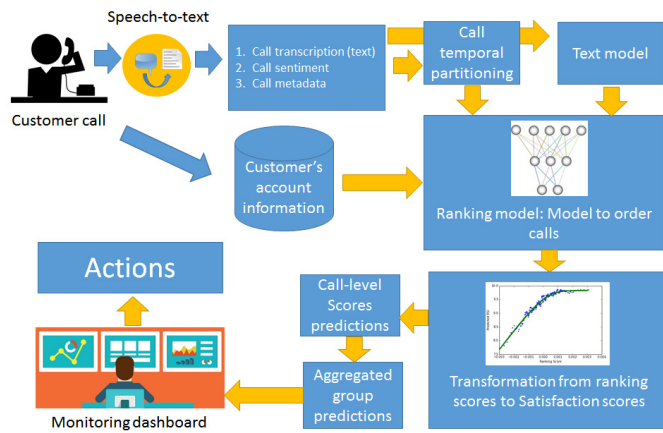 Speech-to-text
Customer call
1. Call transcription (text)
2. Call sentiment
3. Call metadata
Call
temporal
partitioning
Text model
Customer's
account
information
Ranking model: Model to order
calls
Transformation from ranking
scores to Satisfaction scores
Ranking Score
Call-level
Scores
predictions
Aggregated
group
predictions
Actions
Monitoring dashboard